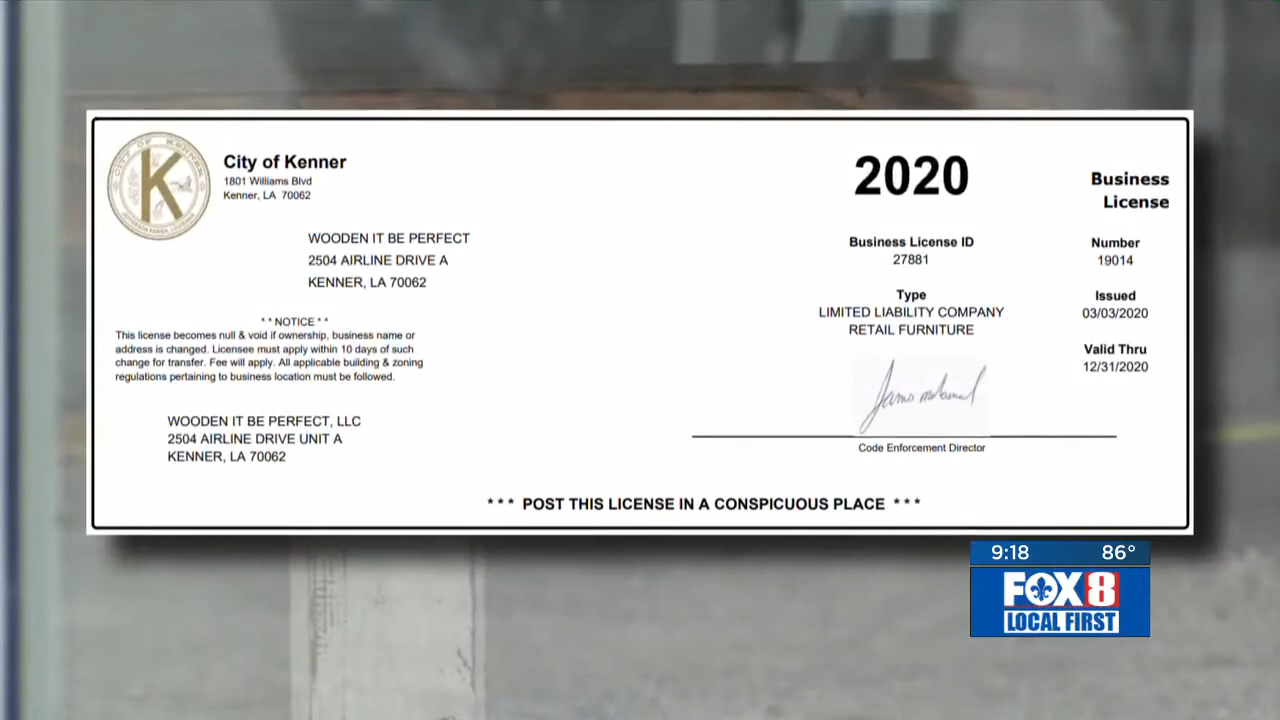 City of Kenner
1801 Williams Blvd
Kenner, LA 70062
CITY OF KENNER
K
WOODEN IT BE PERFECT
2504 AIRLINE DRIVE A
KENNER, LA 70062
* * NOTICE * *
This license becomes null & void if ownership, business name or
address is changed. Licensee must apply within 10 days of such
change for transfer. Fee will apply. All applicable building & zoning
regulations pertaining to business location must be followed.
WOODEN IT BE PERFECT, LLC
2504 AIRLINE DRIVE UNIT A
KENNER, LA 70062
2020
Business
License
Business License ID
27881
Number
19014
Type
LIMITED LIABILITY COMPANY
RETAIL FURNITURE
Issued
03/03/2020
Valid Thru
12/31/2020
Code Enforcement Director
* * * POST THIS LICENSE IN A CONSPICUOUS PLACE * * *
9:18 86°
FOX 8
LOCAL FIRST